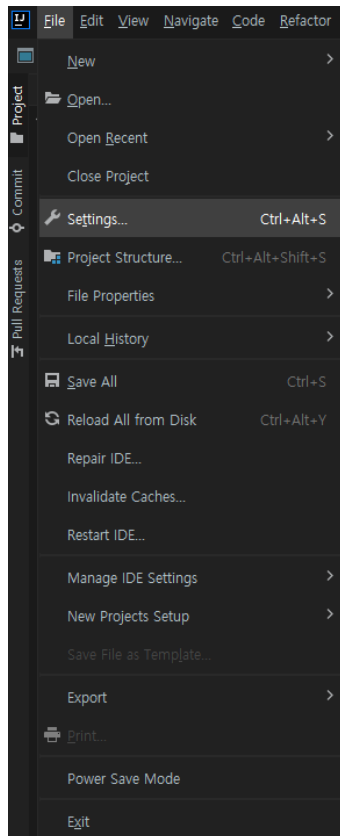 IJ File Edit View Navigate Code Refactor
Project
Commit
Pull Requests
New
Open...
Open Recent
Close Project
Settings... Ctrl+Alt+S
Project Structure... Ctrl+Alt+Shift+S
File Properties
Local History
Save All Ctrl+S
Reload All from Disk Ctrl+Alt+Y
Repair IDE...
Invalidate Caches...
Restart IDE...
Manage IDE Settings
New Projects Setup
Save File as Template...
Export
Print...
Power Save Mode
Exit